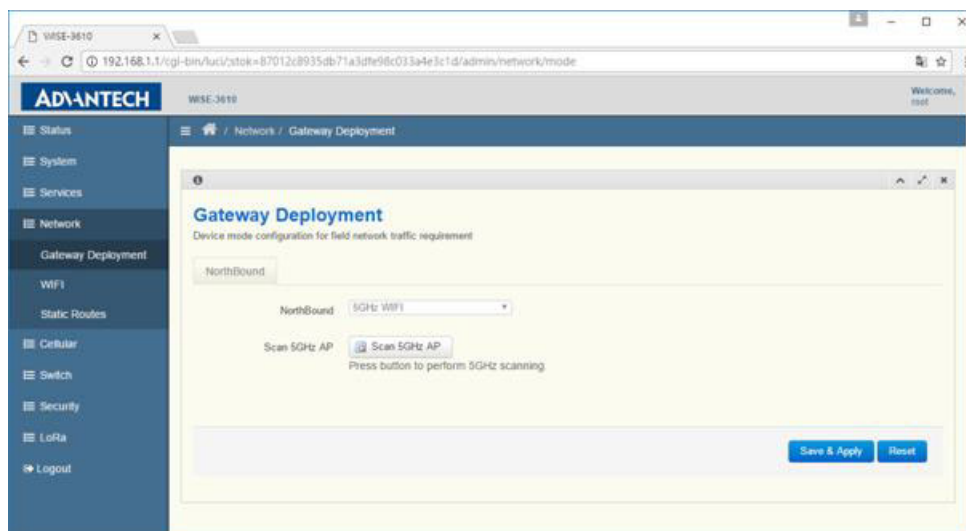 WISE-3610
192.168.1.1/cgi-bin/luci/;stok=87012c8935db71a3dfe98c033a4e3c1d/admin/network/mode
ADVANTECH
WISE-3610
Welcome,
root
Status
/ Network / Gateway Deployment
System
Services
Network
Gateway Deployment
WIFI
Static Routes
Cellular
Switch
Security
LoRa
Logout
Gateway Deployment
Device mode configuration for field network traffic requirement
NorthBound
NorthBound
5GHz WIFI
Scan 5GHz AP
Scan 5GHz AP
Press button to perform 5GHz scanning.
Save & Apply
Reset